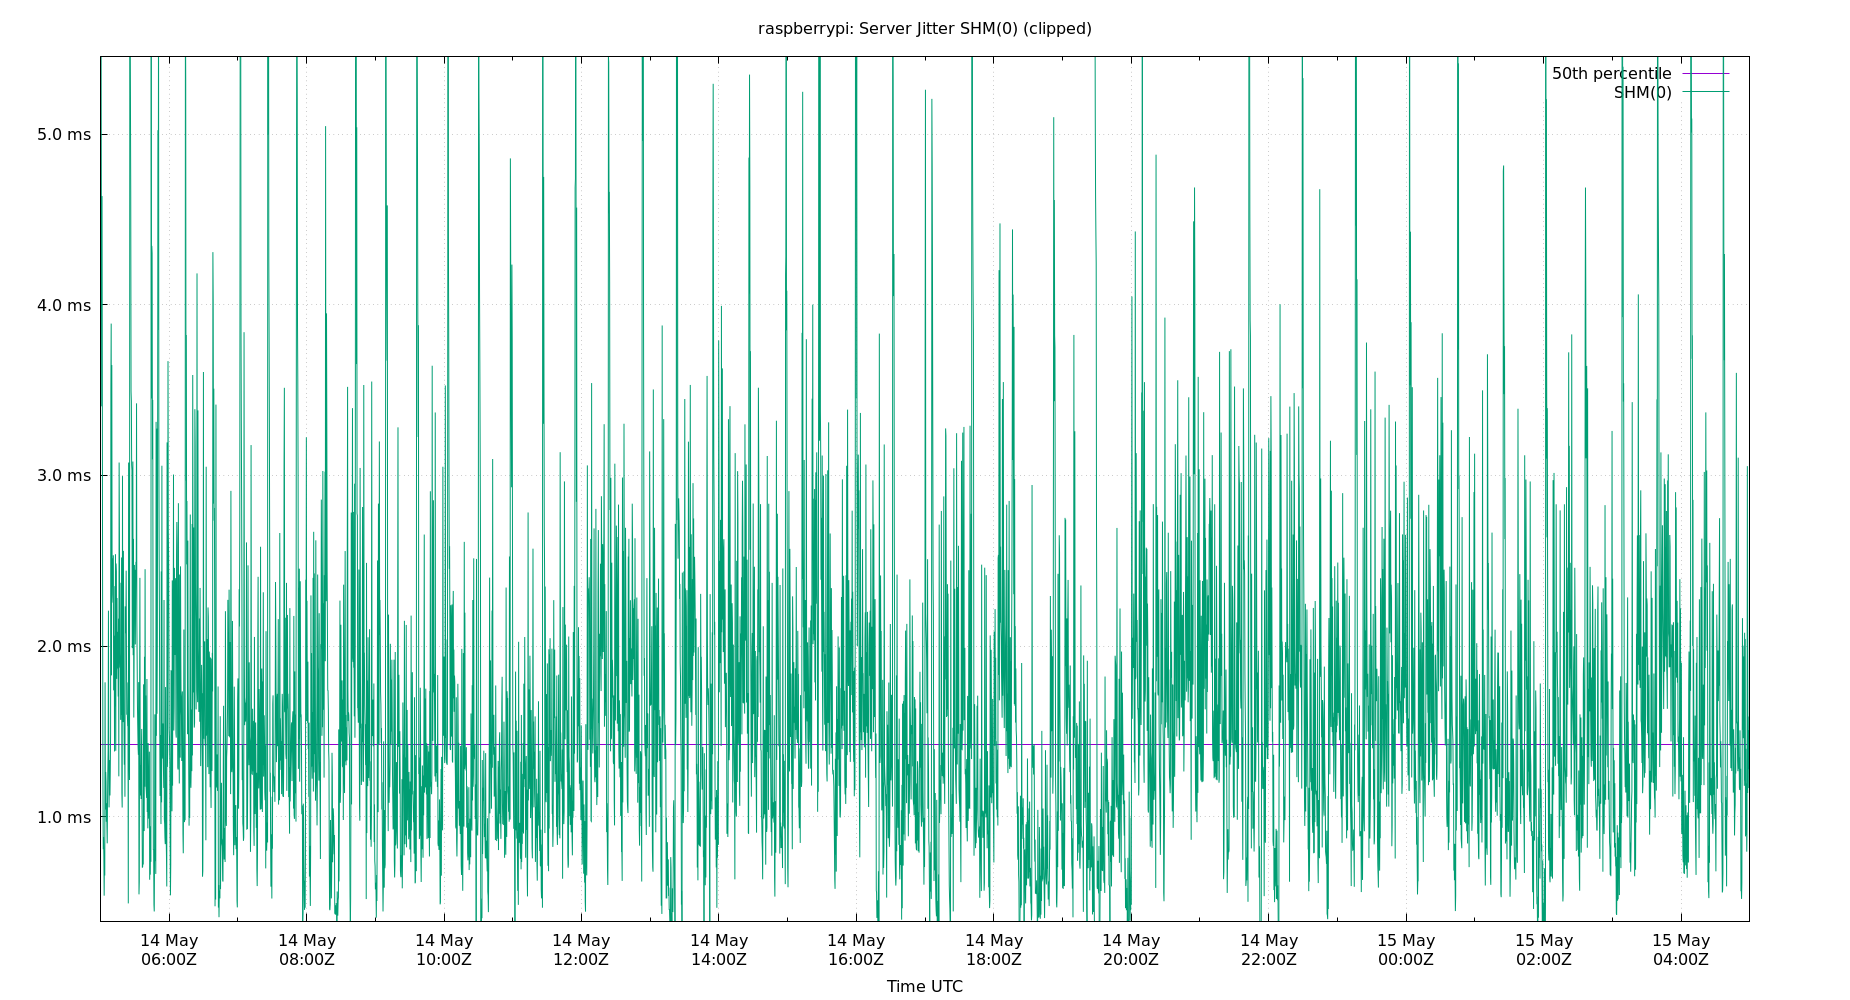 raspberrypi: Server Jitter SHM(0) (clipped)
50th percentile
SHM(0)
5.0 ms
4.0 ms
3.0 ms
2.0 ms
1.0 ms
14 May 14 May 14 May 14 May 14 May 14 May 14 May 14 May 14 May 15 May 15 May 15 May
06:00Z 08:00Z 10:00Z 12:00Z 14:00Z 16:00Z 18:00Z 20:00Z 22:00Z 00:00Z 02:00Z 04:00Z
Time UTC